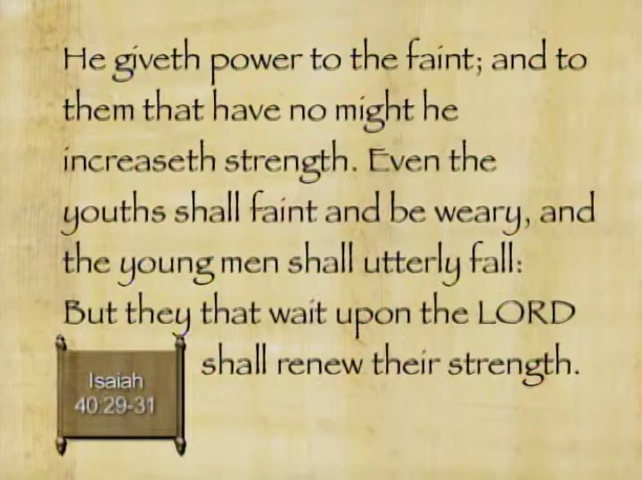 He giveth power to the faint; and to
them that have no might he
increaseth strength. Even the
youths shall faint and be weary, and
the young men shall utterly fall:
But they that wait upon the LORD
shall renew their strength.
Isaiah
40:29-31